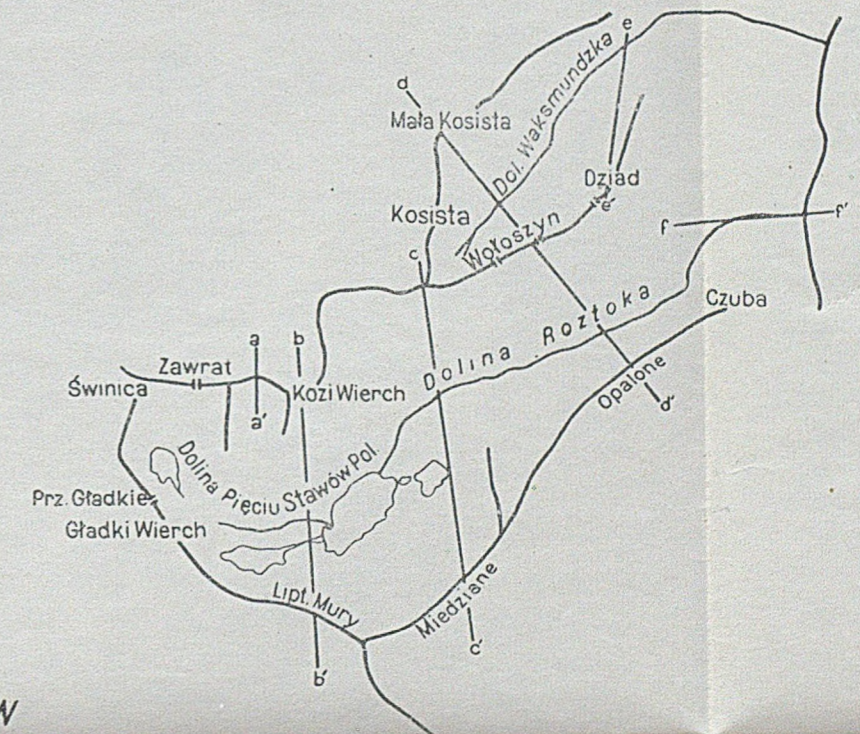 e
d
Mała Kosista
Dol. Waksmundzka
Dziad
e'
Kosista
Wołoszyn
f
f'
c
Czuba
Dolina Roztoka
a
b
Zawrat
Świnica
Kozi Wierch
a'
Opalone
d'
Dolina Pięciu Stawów Pol.
Prz. Gładkie
Gładki Wierch
Lipt. Mury
Miedziane
c'
b'
N